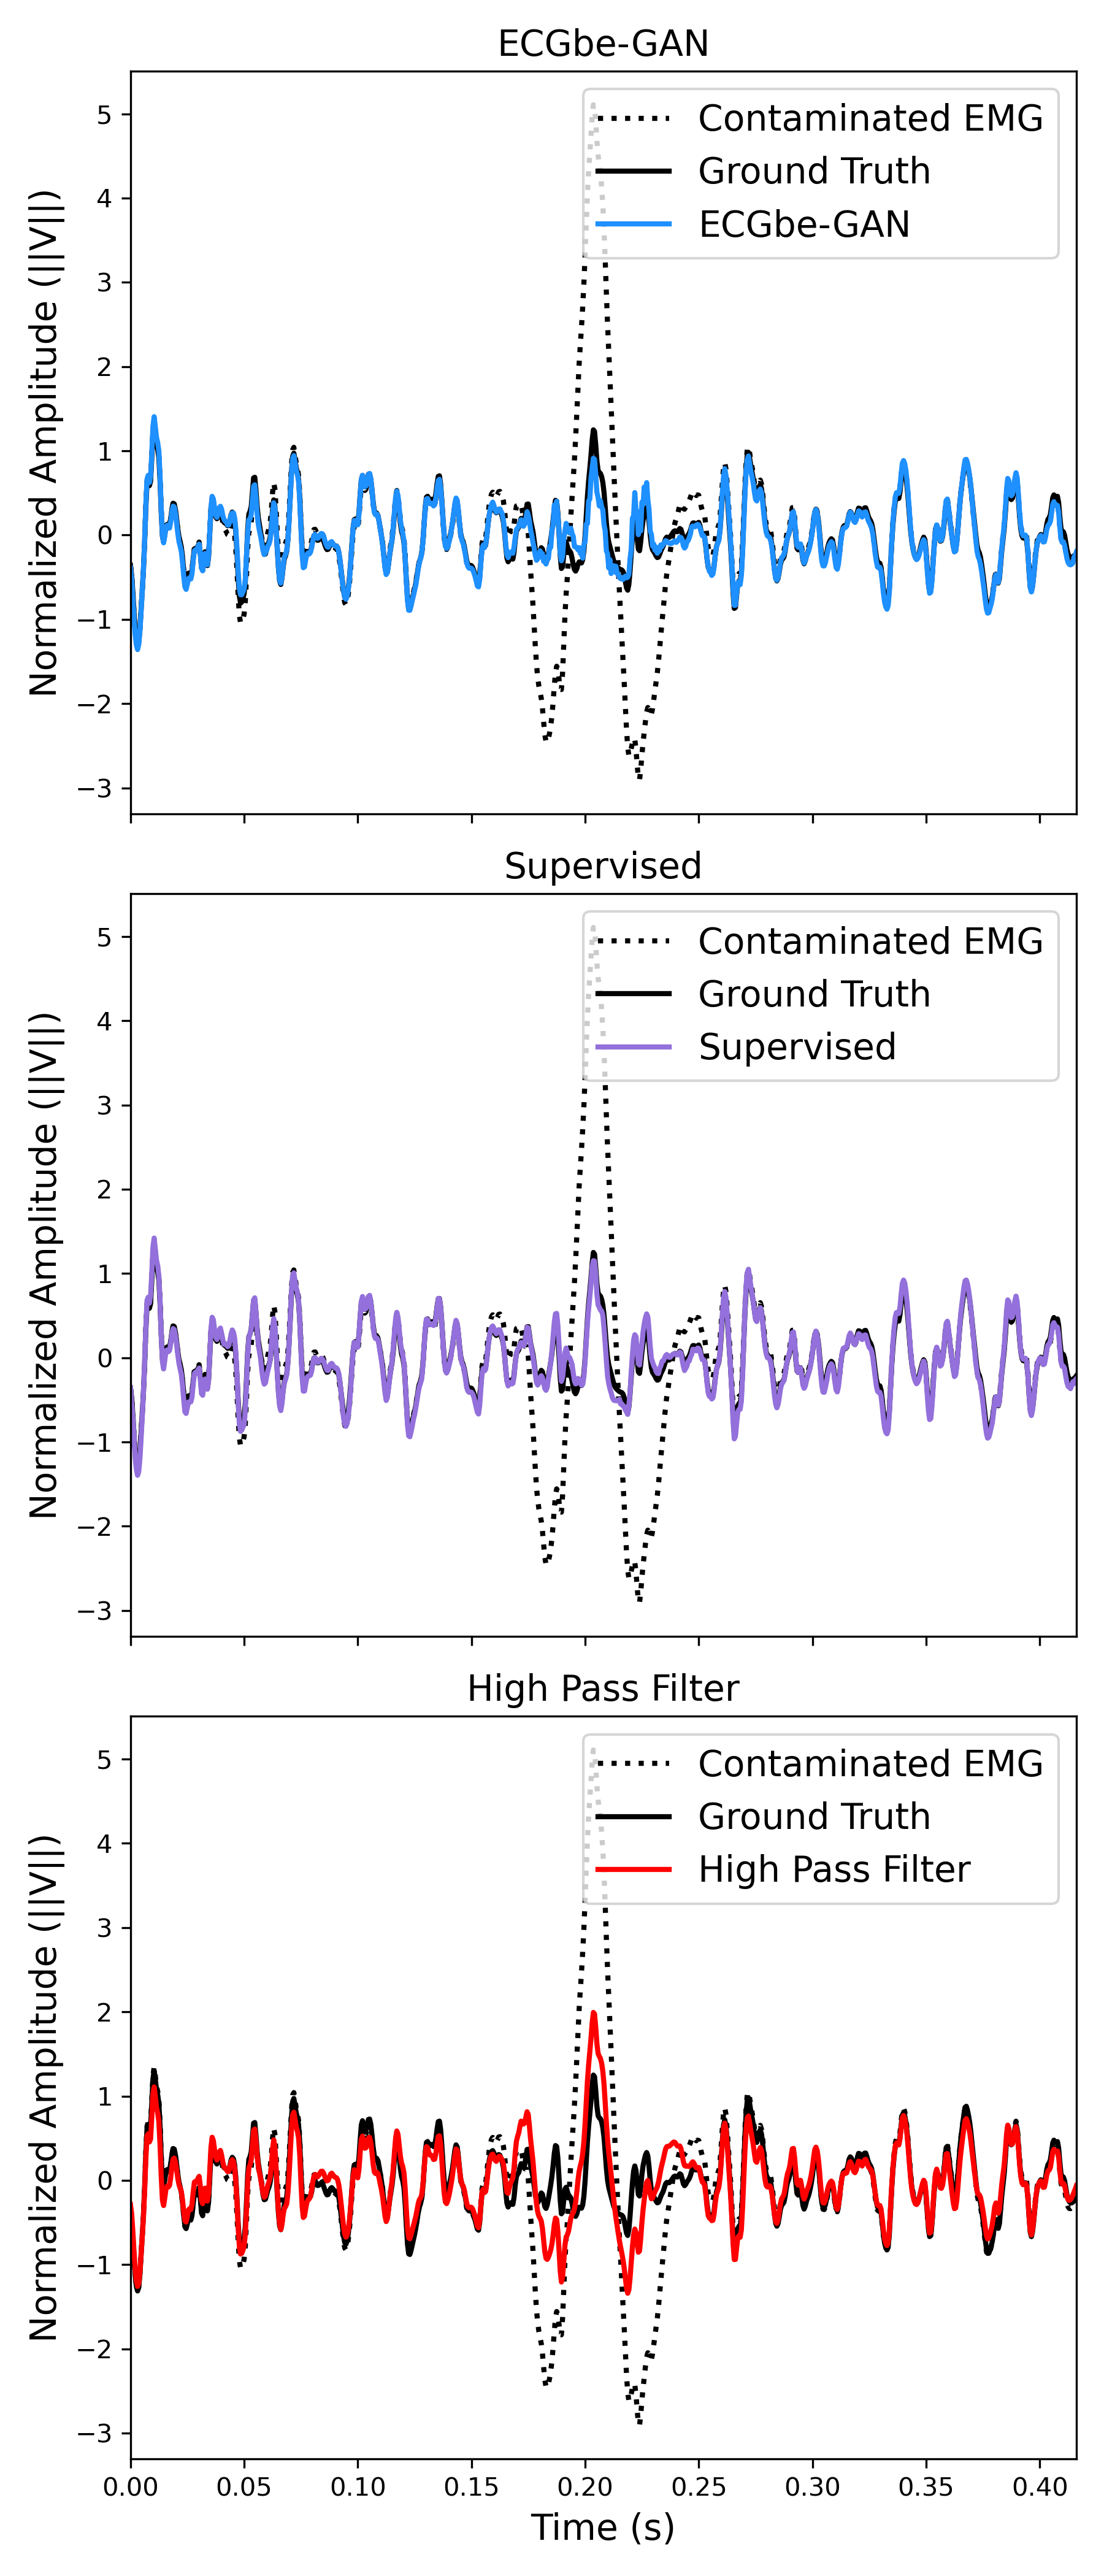 ECGbe-GAN
Normalized Amplitude (||V||)
5
4
3
2
1
0
−1
−2
−3
Contaminated EMG
Ground Truth
ECGbe-GAN
Supervised
Normalized Amplitude (||V||)
5
4
3
2
1
0
−1
−2
−3
Contaminated EMG
Ground Truth
Supervised
High Pass Filter
Normalized Amplitude (||V||)
5
4
3
2
1
0
−1
−2
−3
Contaminated EMG
Ground Truth
High Pass Filter
0.00 0.05 0.10 0.15 0.20 0.25 0.30 0.35 0.40
Time (s)